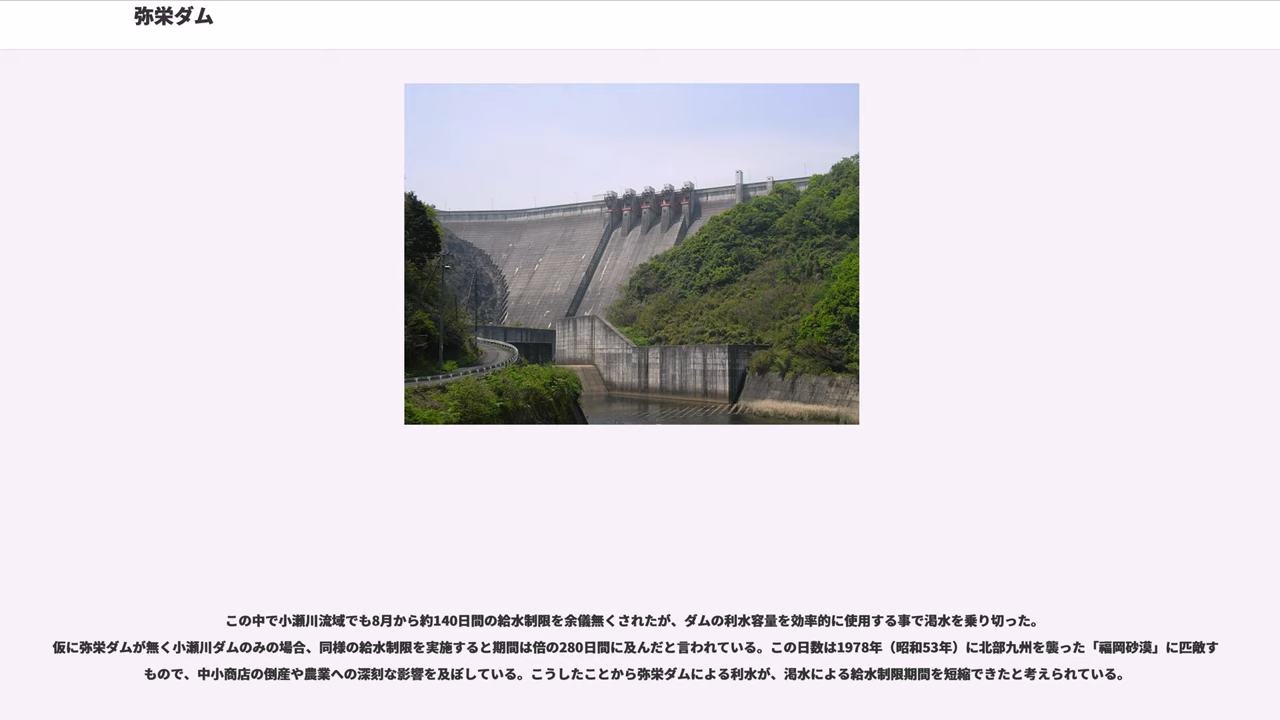 弥栄ダム
この中で小瀬川流域でも8月から約140日間の給水制限を余儀無くされたが、ダムの利水容量を効率的に使用する事で渇水を乗り切った。
仮に弥栄ダムが無く小瀬川ダムのみの場合、同様の給水制限を実施すると期間は倍の280日間に及んだと言われている。この日数は1978年（昭和53年）に北部九州を襲った「福岡砂漠」に匹敵す
もので、中小商店の倒産や農業への深刻な影響を及ぼしている。こうしたことから弥栄ダムによる利水が、渇水による給水制限期間を短縮できたと考えられている。